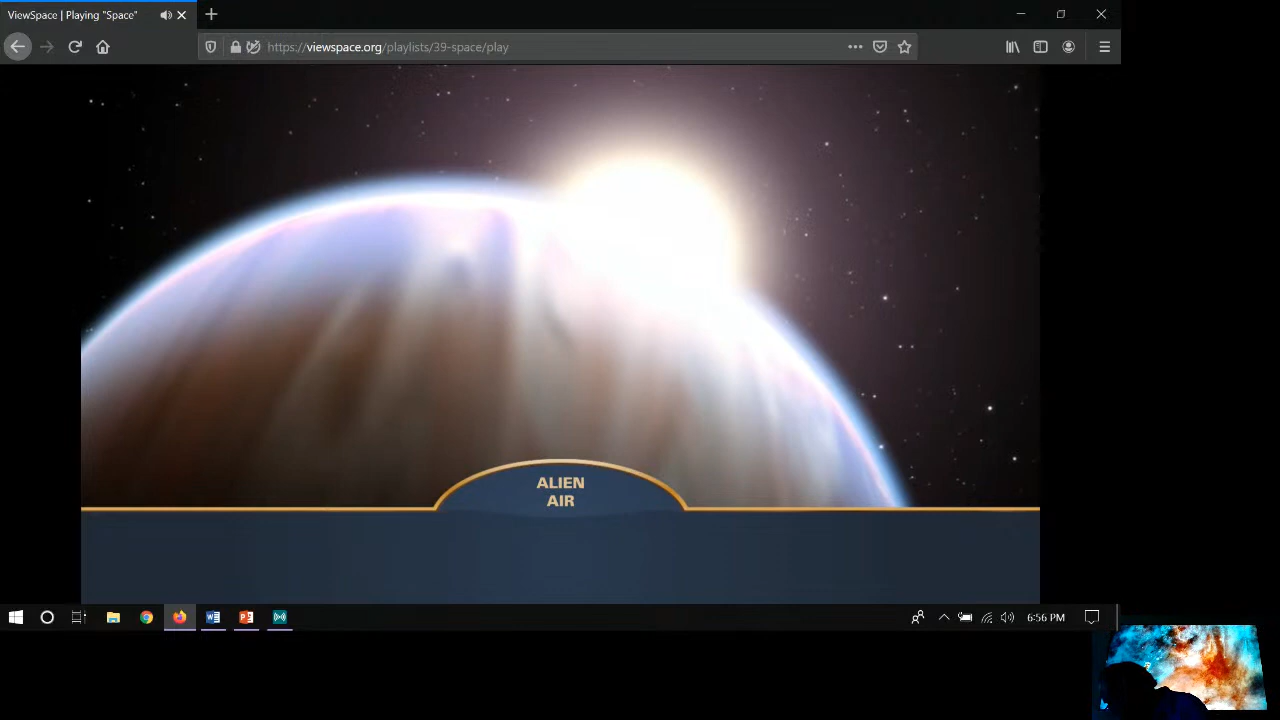 ViewSpace | Playing "Space"
https://viewspace.org/playlists/39-space/play
ALIEN
AIR
6:56 PM